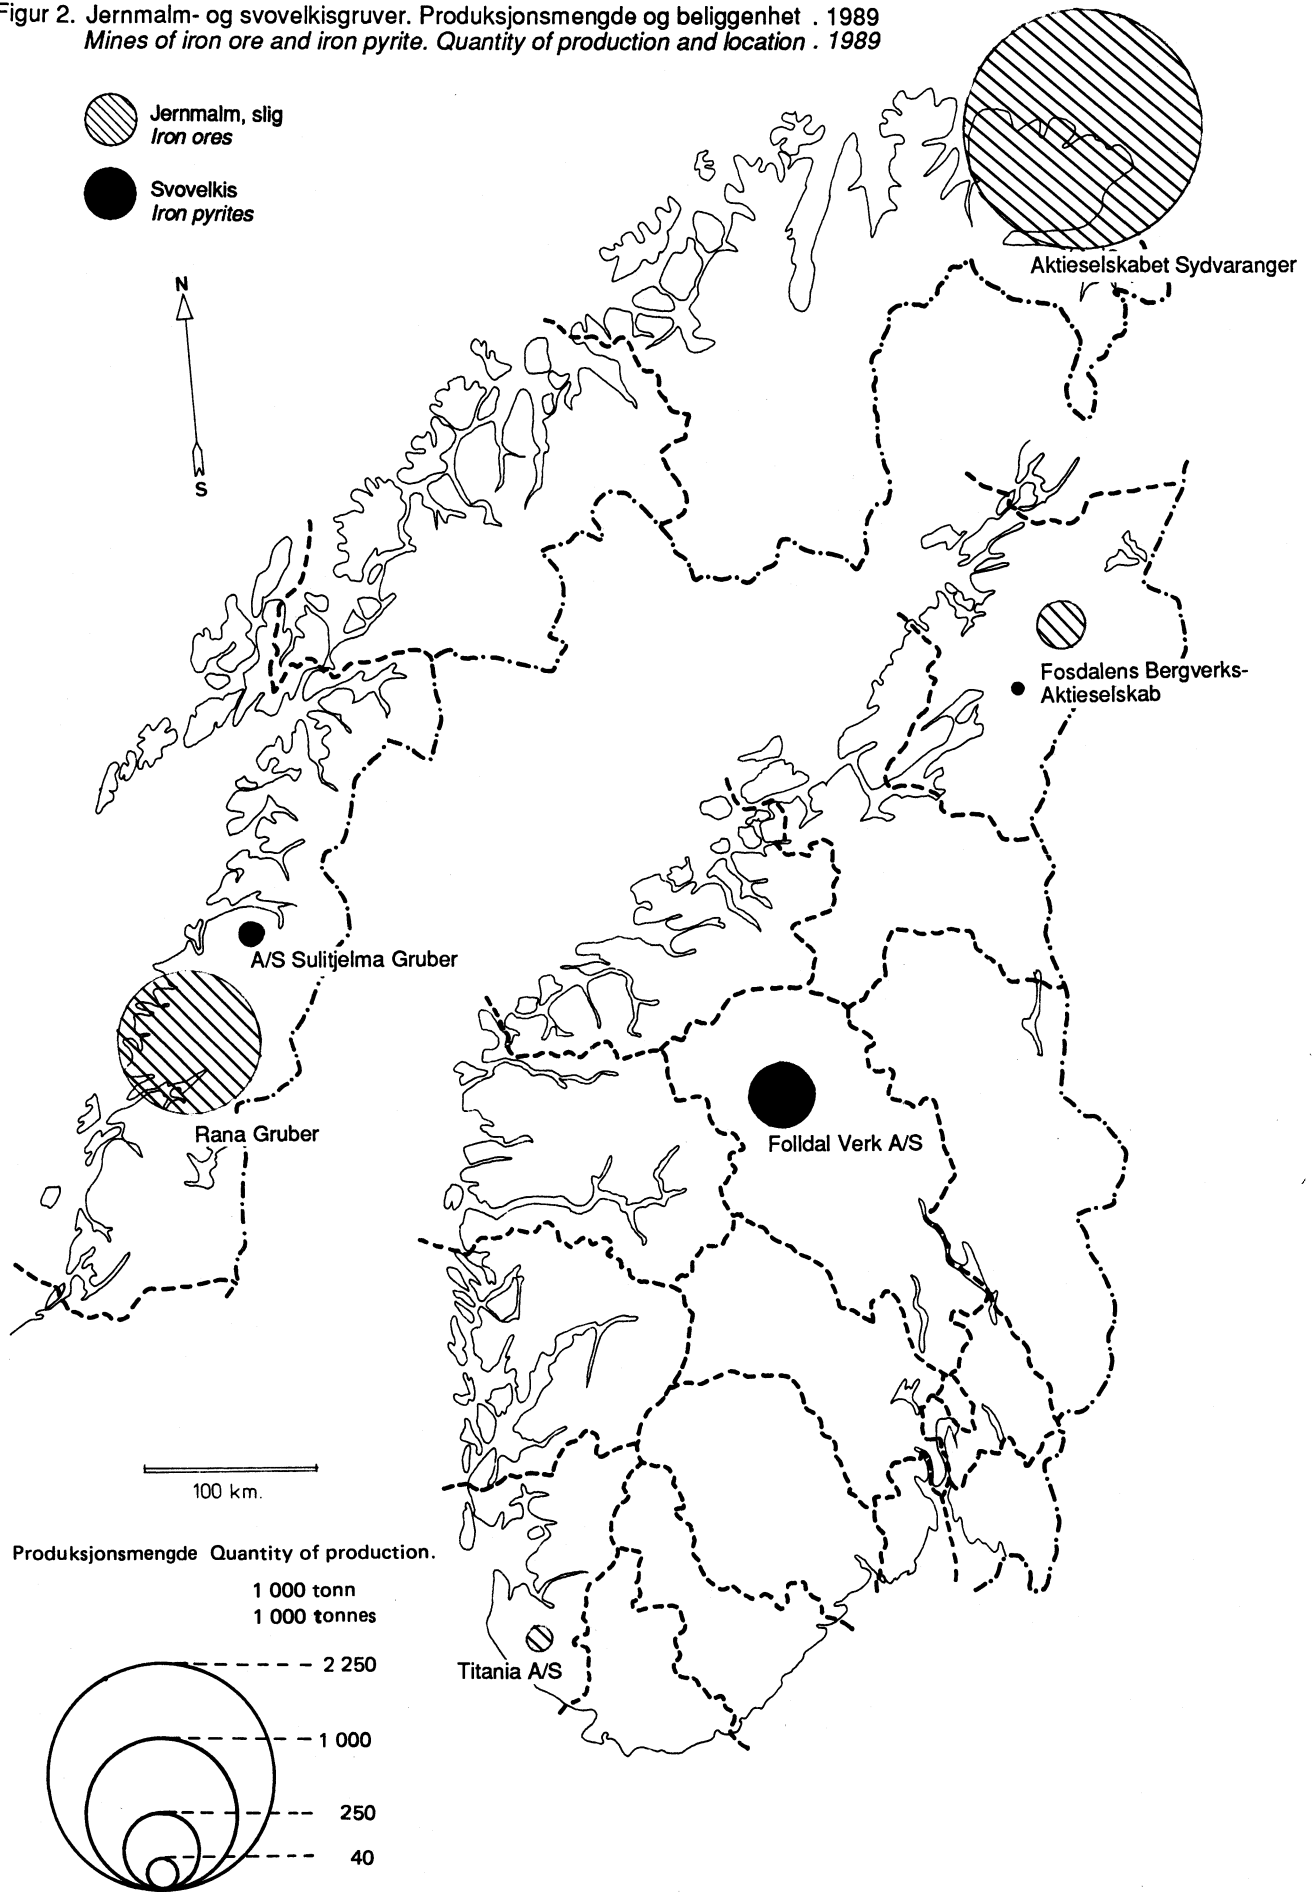 Figur 2. Jernmalm- og svovelkisgruver. Produksjonsmengde og beliggenhet . 1989
Mines of iron ore and iron pyrite. Quantity of production and location . 1989
Jernmalm, slig
Iron ores
Svovelkis
Iron pyrites
N
S
Aktieselskabet Sydvaranger
Fosdalens Bergverks-
Aktieselskab
A/S Sulitjelma Gruber
Rana Gruber
Folldal Verk A/S
100 km.
Titania A/S
Produksjonsmengde Quantity of production.
1 000 tonn
1 000 tonnes
2 250
1 000
250
40